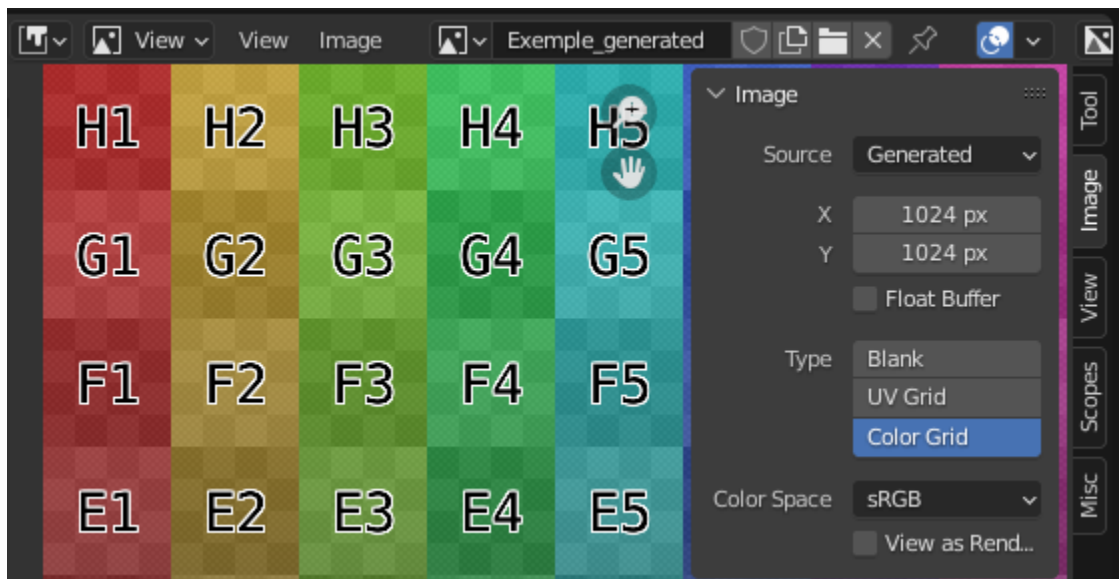 View View Image Exemple_generated
H1 H2 H3 H4 H5
G1 G2 G3 G4 G5
F1 F2 F3 F4 F5
E1 E2 E3 E4 E5
Image
Source Generated
X 1024 px
Y 1024 px
Float Buffer
Type Blank
UV Grid
Color Grid
Color Space sRGB
View as Rend...
Tool
Image
View
Scopes
Misc